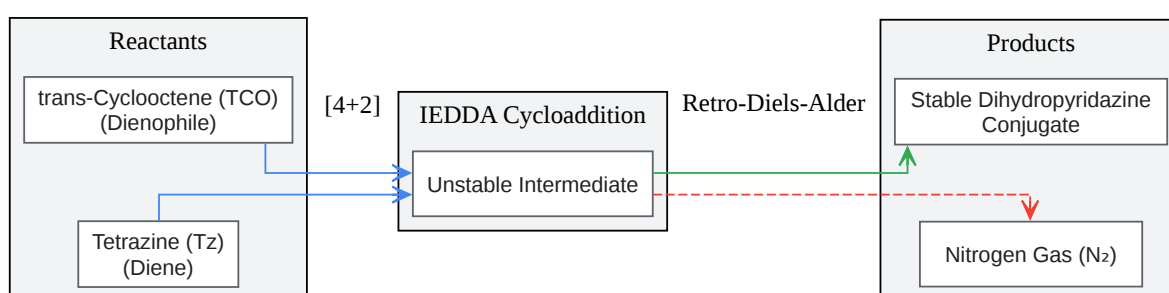 Reactants
trans-Cyclooctene (TCO)
(Dienophile)
Tetrazine (Tz)
(Diene)
[4+2]
IEDDA Cycloaddition
Unstable Intermediate
Retro-Diels-Alder
Products
Stable Dihydropyridazine
Conjugate
Nitrogen Gas (N₂)